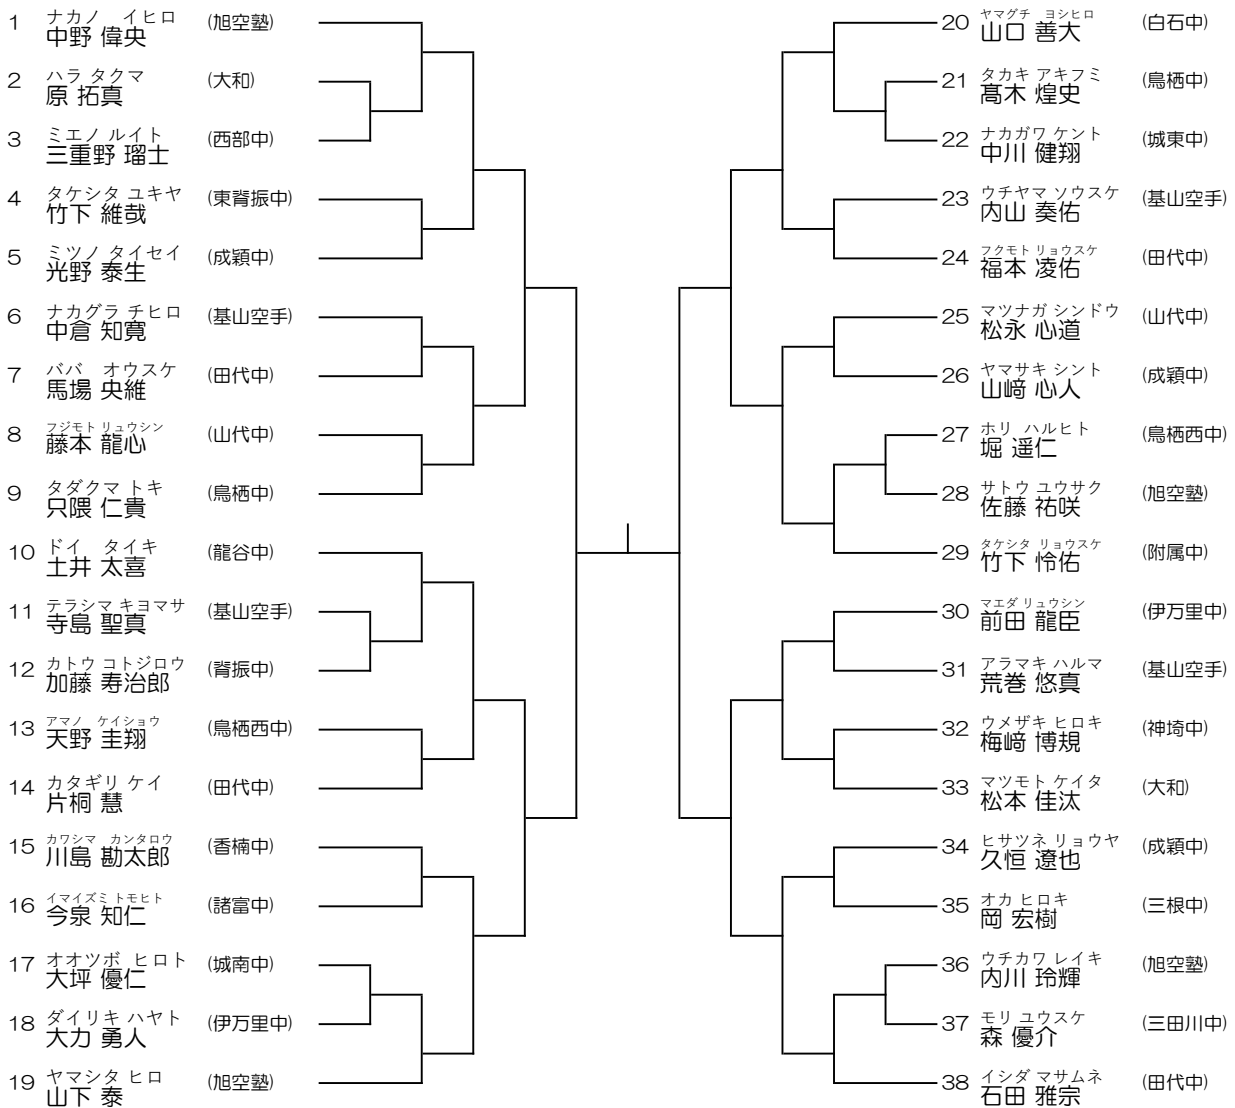 ナカノ イヒロ
1 中野 偉央 (旭空塾)
ハラ タクマ
2 原 拓真 (大和)
ミエノ ルイト
3 三重野 瑠士 (西部中)
タケシタ ユキヤ
4 竹下 維哉 (東脊振中)
ミツノ タイセイ
5 光野 泰生 (成穎中)
ナカグラ チヒロ
6 中倉 知寛 (基山空手)
ババ オウスケ
7 馬場 央維 (田代中)
フジモト リュウシン
8 藤本 龍心 (山代中)
タダクマ トキ
9 只隈 仁貴 (鳥栖中)
ドイ タイキ
10 土井 太喜 (龍谷中)
テラシマ キヨマサ
11 寺島 聖真 (基山空手)
カトウ コトジロウ
12 加藤 寿治郎 (脊振中)
アマノ ケイショウ
13 天野 圭翔 (鳥栖西中)
カタギリ ケイ
14 片桐 慧 (田代中)
カワシマ カンタロウ
15 川島 勘太郎 (香楠中)
イマイズミ トモヒト
16 今泉 知仁 (諸富中)
オオツボ ヒロト
17 大坪 優仁 (城南中)
ダイリキ ハヤト
18 大力 勇人 (伊万里中)
ヤマシタ ヒロ
19 山下 泰 (旭空塾)
ヤマグチ ヨシヒロ
20 山口 善大 (白石中)
タカキ アキフミ
21 髙木 煌史 (鳥栖中)
ナカガワ ケント
22 中川 健翔 (城東中)
ウチヤマ ソウスケ
23 内山 奏佑 (基山空手)
フクモト リョウスケ
24 福本 凌佑 (田代中)
マツナガ シンドウ
25 松永 心道 (山代中)
ヤマサキ シント
26 山﨑 心人 (成穎中)
ホリ ハルヒト
27 堀 遥仁 (鳥栖西中)
サトウ ユウサク
28 佐藤 祐咲 (旭空塾)
タケシタ リョウスケ
29 竹下 怜佑 (附属中)
マエダ リュウシン
30 前田 龍臣 (伊万里中)
アラマキ ハルマ
31 荒巻 悠真 (基山空手)
ウメザキ ヒロキ
32 梅﨑 博規 (神埼中)
マツモト ケイタ
33 松本 佳汰 (大和)
ヒサツネ リョウヤ
34 久恒 遼也 (成穎中)
オカ ヒロキ
35 岡 宏樹 (三根中)
ウチカワ レイキ
36 内川 玲輝 (旭空塾)
モリ ユウスケ
37 森 優介 (三田川中)
イシダ マサムネ
38 石田 雅宗 (田代中)